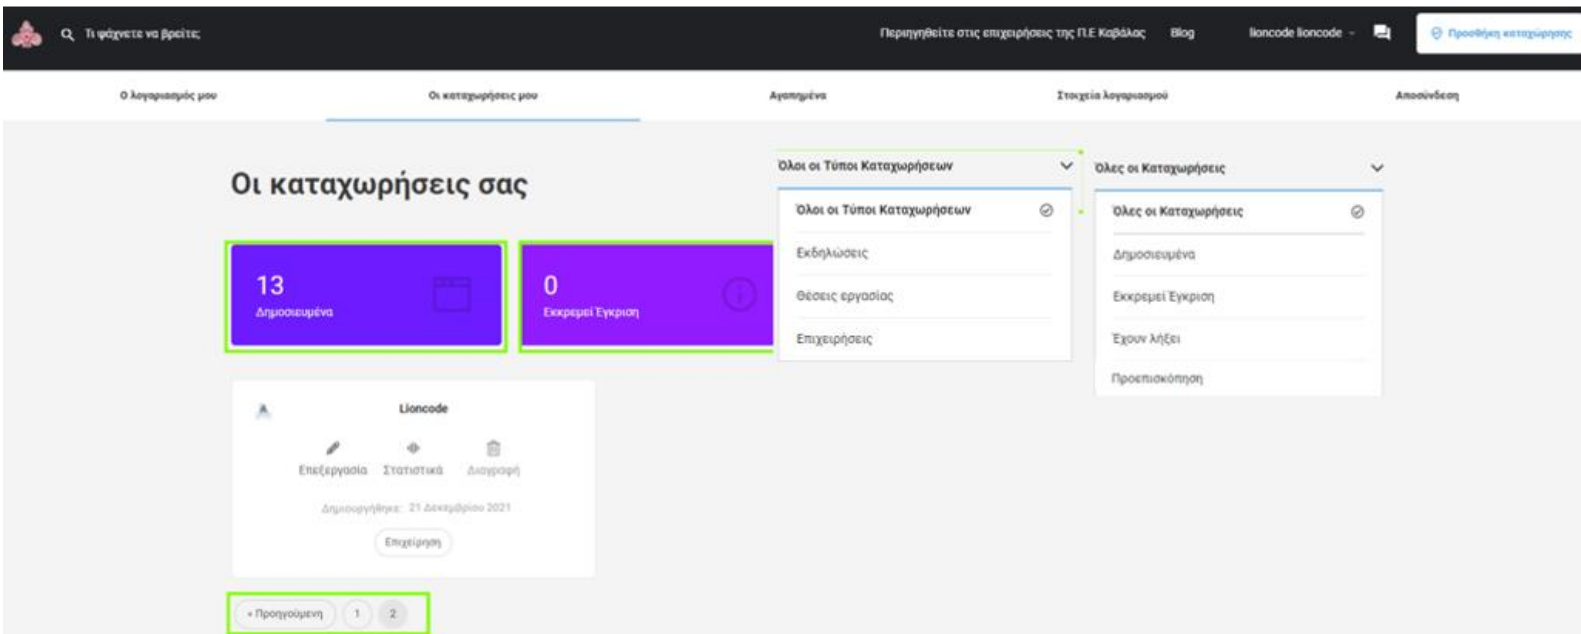 Τι ψάχνετε να βρείτε;
Περιηγηθείτε στις επιχειρήσεις της Π.Ε Καβάλας
Blog
lioncode lioncode
Προσθήκη καταχώρησης
Ο λογαριασμός μου
Οι καταχωρήσεις μου
Αγαπημένα
Στοιχεία λογαριασμού
Αποσύνδεση
Οι καταχωρήσεις σας
Όλοι οι Τύποι Καταχωρήσεων
Όλοι οι Τύποι Καταχωρήσεων
Εκδηλώσεις
Θέσεις εργασίας
Επιχειρήσεις
Όλες οι Καταχωρήσεις
Όλες οι Καταχωρήσεις
Δημοσιευμένα
Εκκρεμεί Έγκριση
Έχουν λήξει
Προεπισκόπηση
13
Δημοσιευμένα
0
Εκκρεμεί Έγκριση
Lioncode
Επεξεργασία Στατιστικά Διαγραφή
Δημιουργήθηκε: 21 Δεκεμβρίου 2021
Επιχείρηση
« Προηγούμενη 1 2